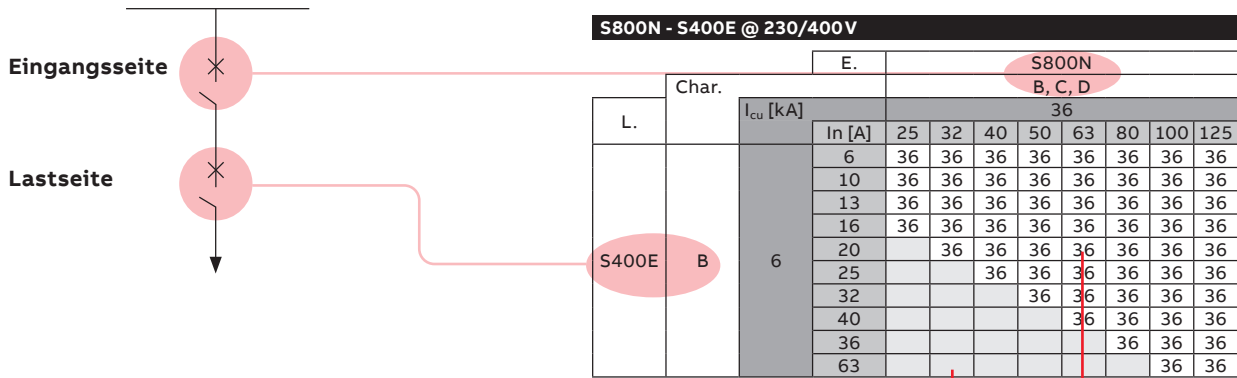 S800N - S400E @ 230/400 V
Eingangsseite
E. S800N
Char. B, C, D
L. Icu [kA] 36
In [A] 25 32 40 50 63 80 100 125
6 36 36 36 36 36 36 36 36
10 36 36 36 36 36 36 36 36
Lastseite
13 36 36 36 36 36 36 36 36
16 36 36 36 36 36 36 36 36
20 36 36 36 36 36 36 36
S400E B 6
25 36 36 36 36 36 36
32 36 36 36 36 36
40 36 36 36 36
36 36 36 36
63 36 36